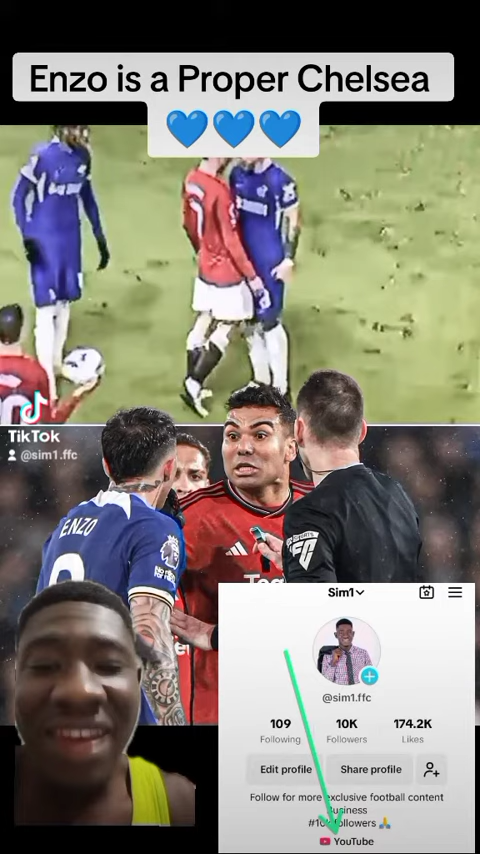 Enzo is a Proper Chelsea
💙💙💙
TikTok
@sim1.ffc
ENZO
Sim1
@sim1.ffc
109
Following
10K
Followers
174.2K
Likes
Edit profile
Share profile
Follow for more exclusive football content
Business
YouTube